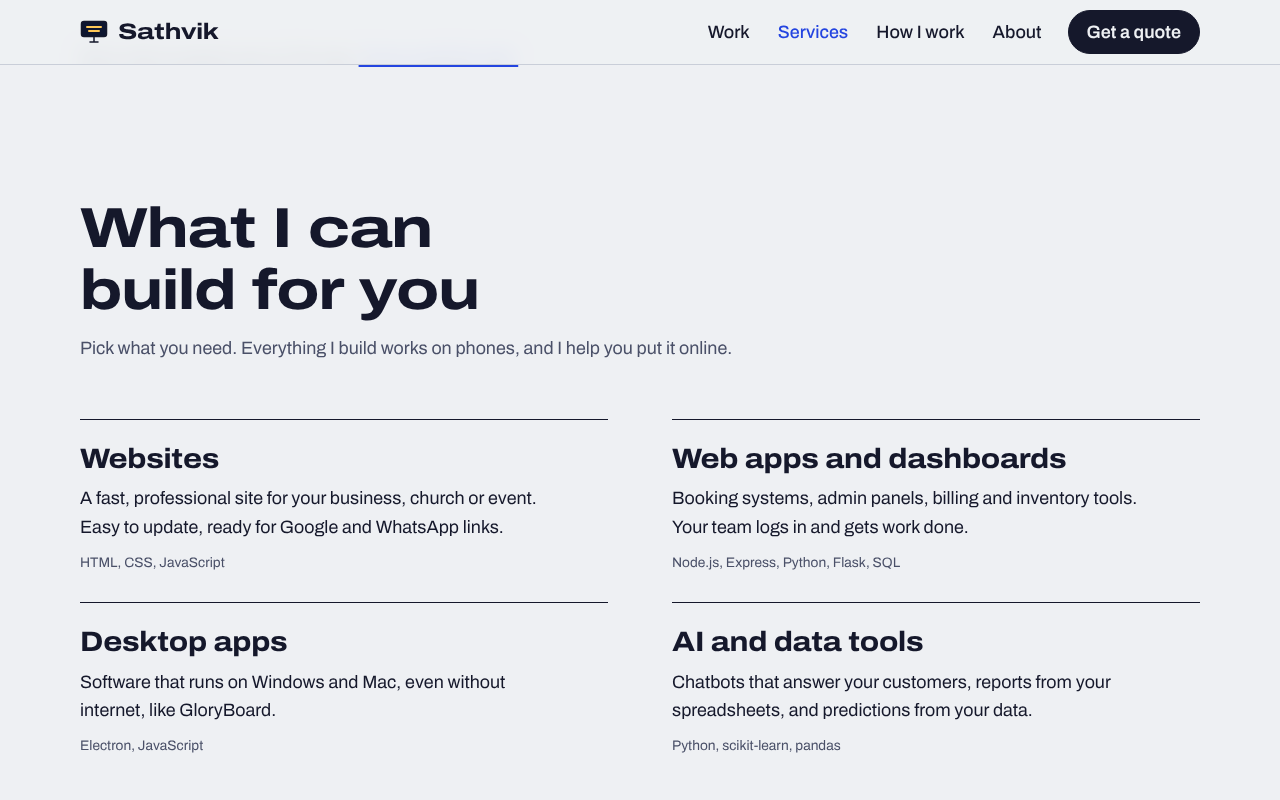 Sathvik
Work
Services
How I work
About
Get a quote
What I can
build for you
Pick what you need. Everything I build works on phones, and I help you put it online.
Websites
A fast, professional site for your business, church or event.
Easy to update, ready for Google and WhatsApp links.
HTML, CSS, JavaScript
Web apps and dashboards
Booking systems, admin panels, billing and inventory tools.
Your team logs in and gets work done.
Node.js, Express, Python, Flask, SQL
Desktop apps
Software that runs on Windows and Mac, even without
internet, like GloryBoard.
Electron, JavaScript
AI and data tools
Chatbots that answer your customers, reports from your
spreadsheets, and predictions from your data.
Python, scikit-learn, pandas